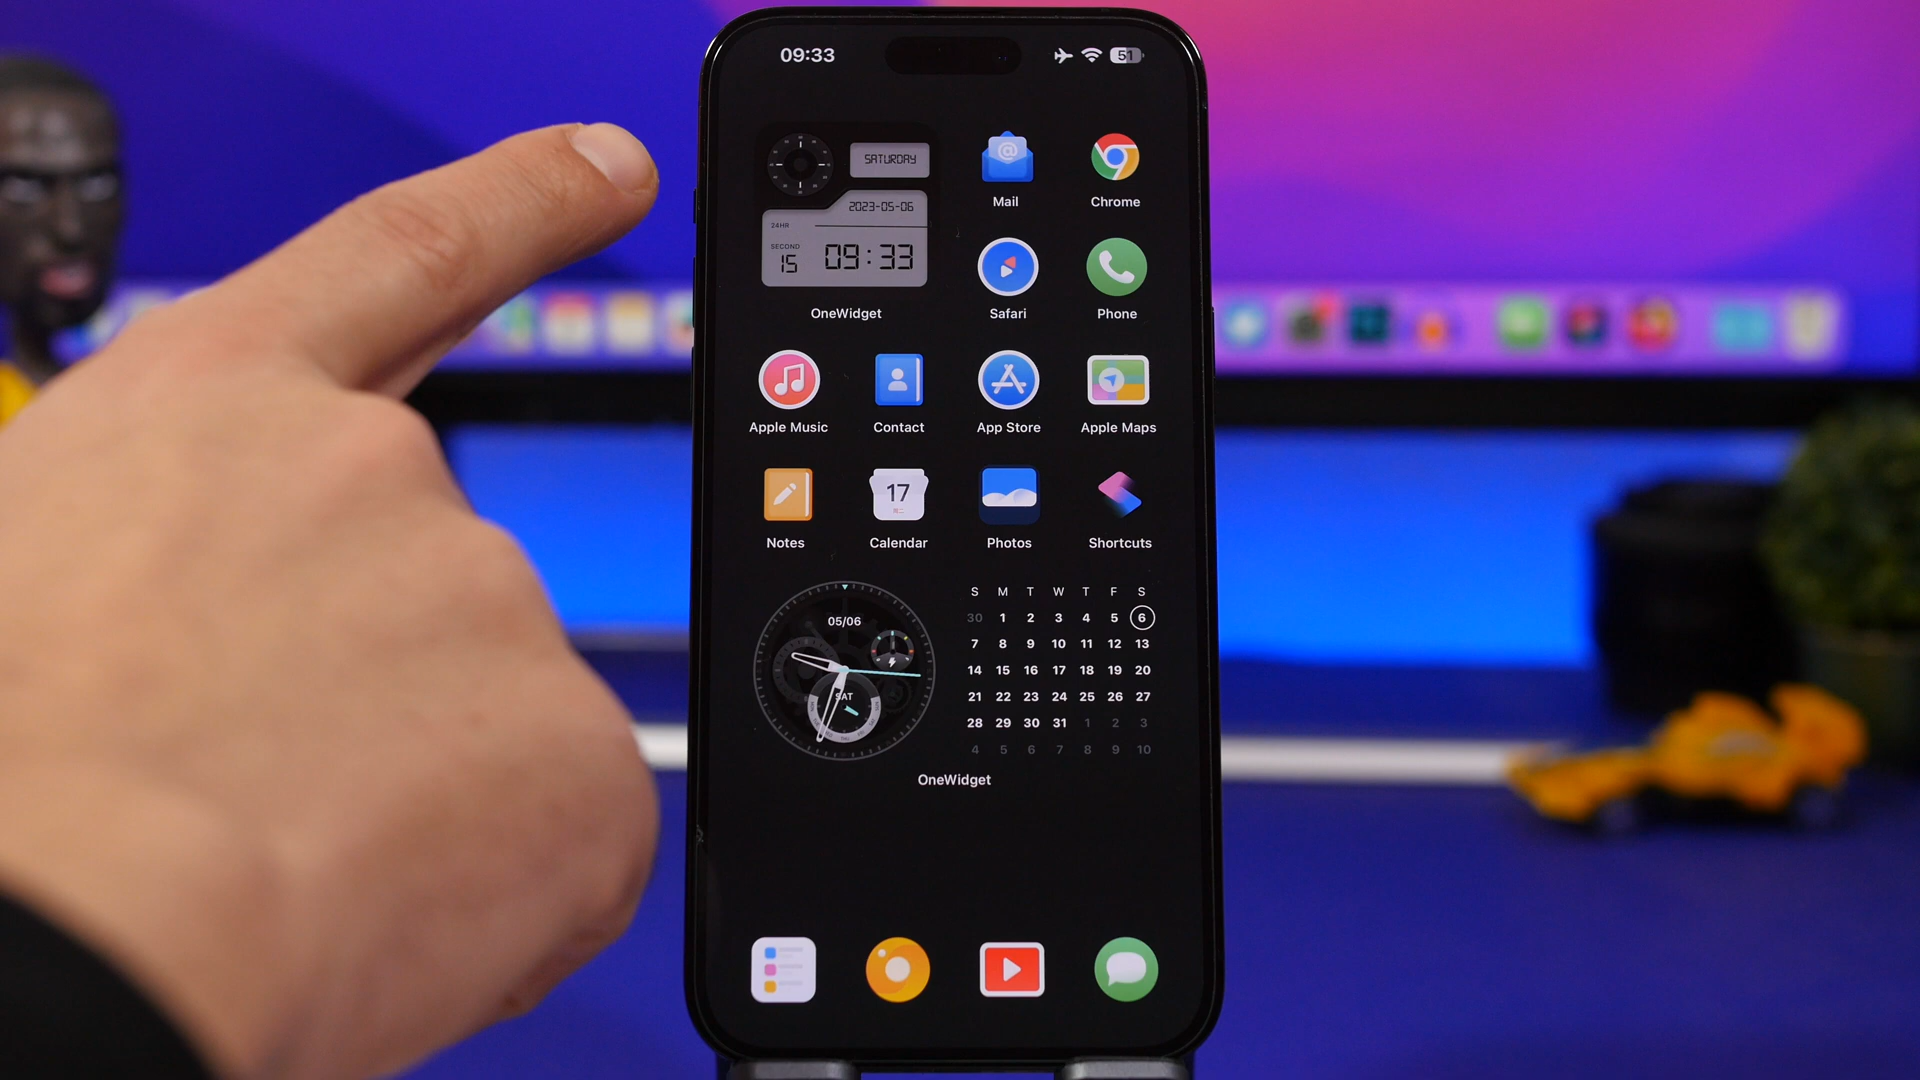 09:33
51
SATURDAY
2023-05-06
24HR
SECOND
15
09:33
OneWidget
@
Mail
Chrome
Safari
Phone
Apple Music
Contact
App Store
Apple Maps
17
Notes
Calendar
Photos
Shortcuts
05/06
SAT
S M T W T F S
30 1 2 3 4 5 6
7 8 9 10 11 12 13
14 15 16 17 18 19 20
21 22 23 24 25 26 27
28 29 30 31 1 2 3
4 5 6 7 8 9 10
OneWidget